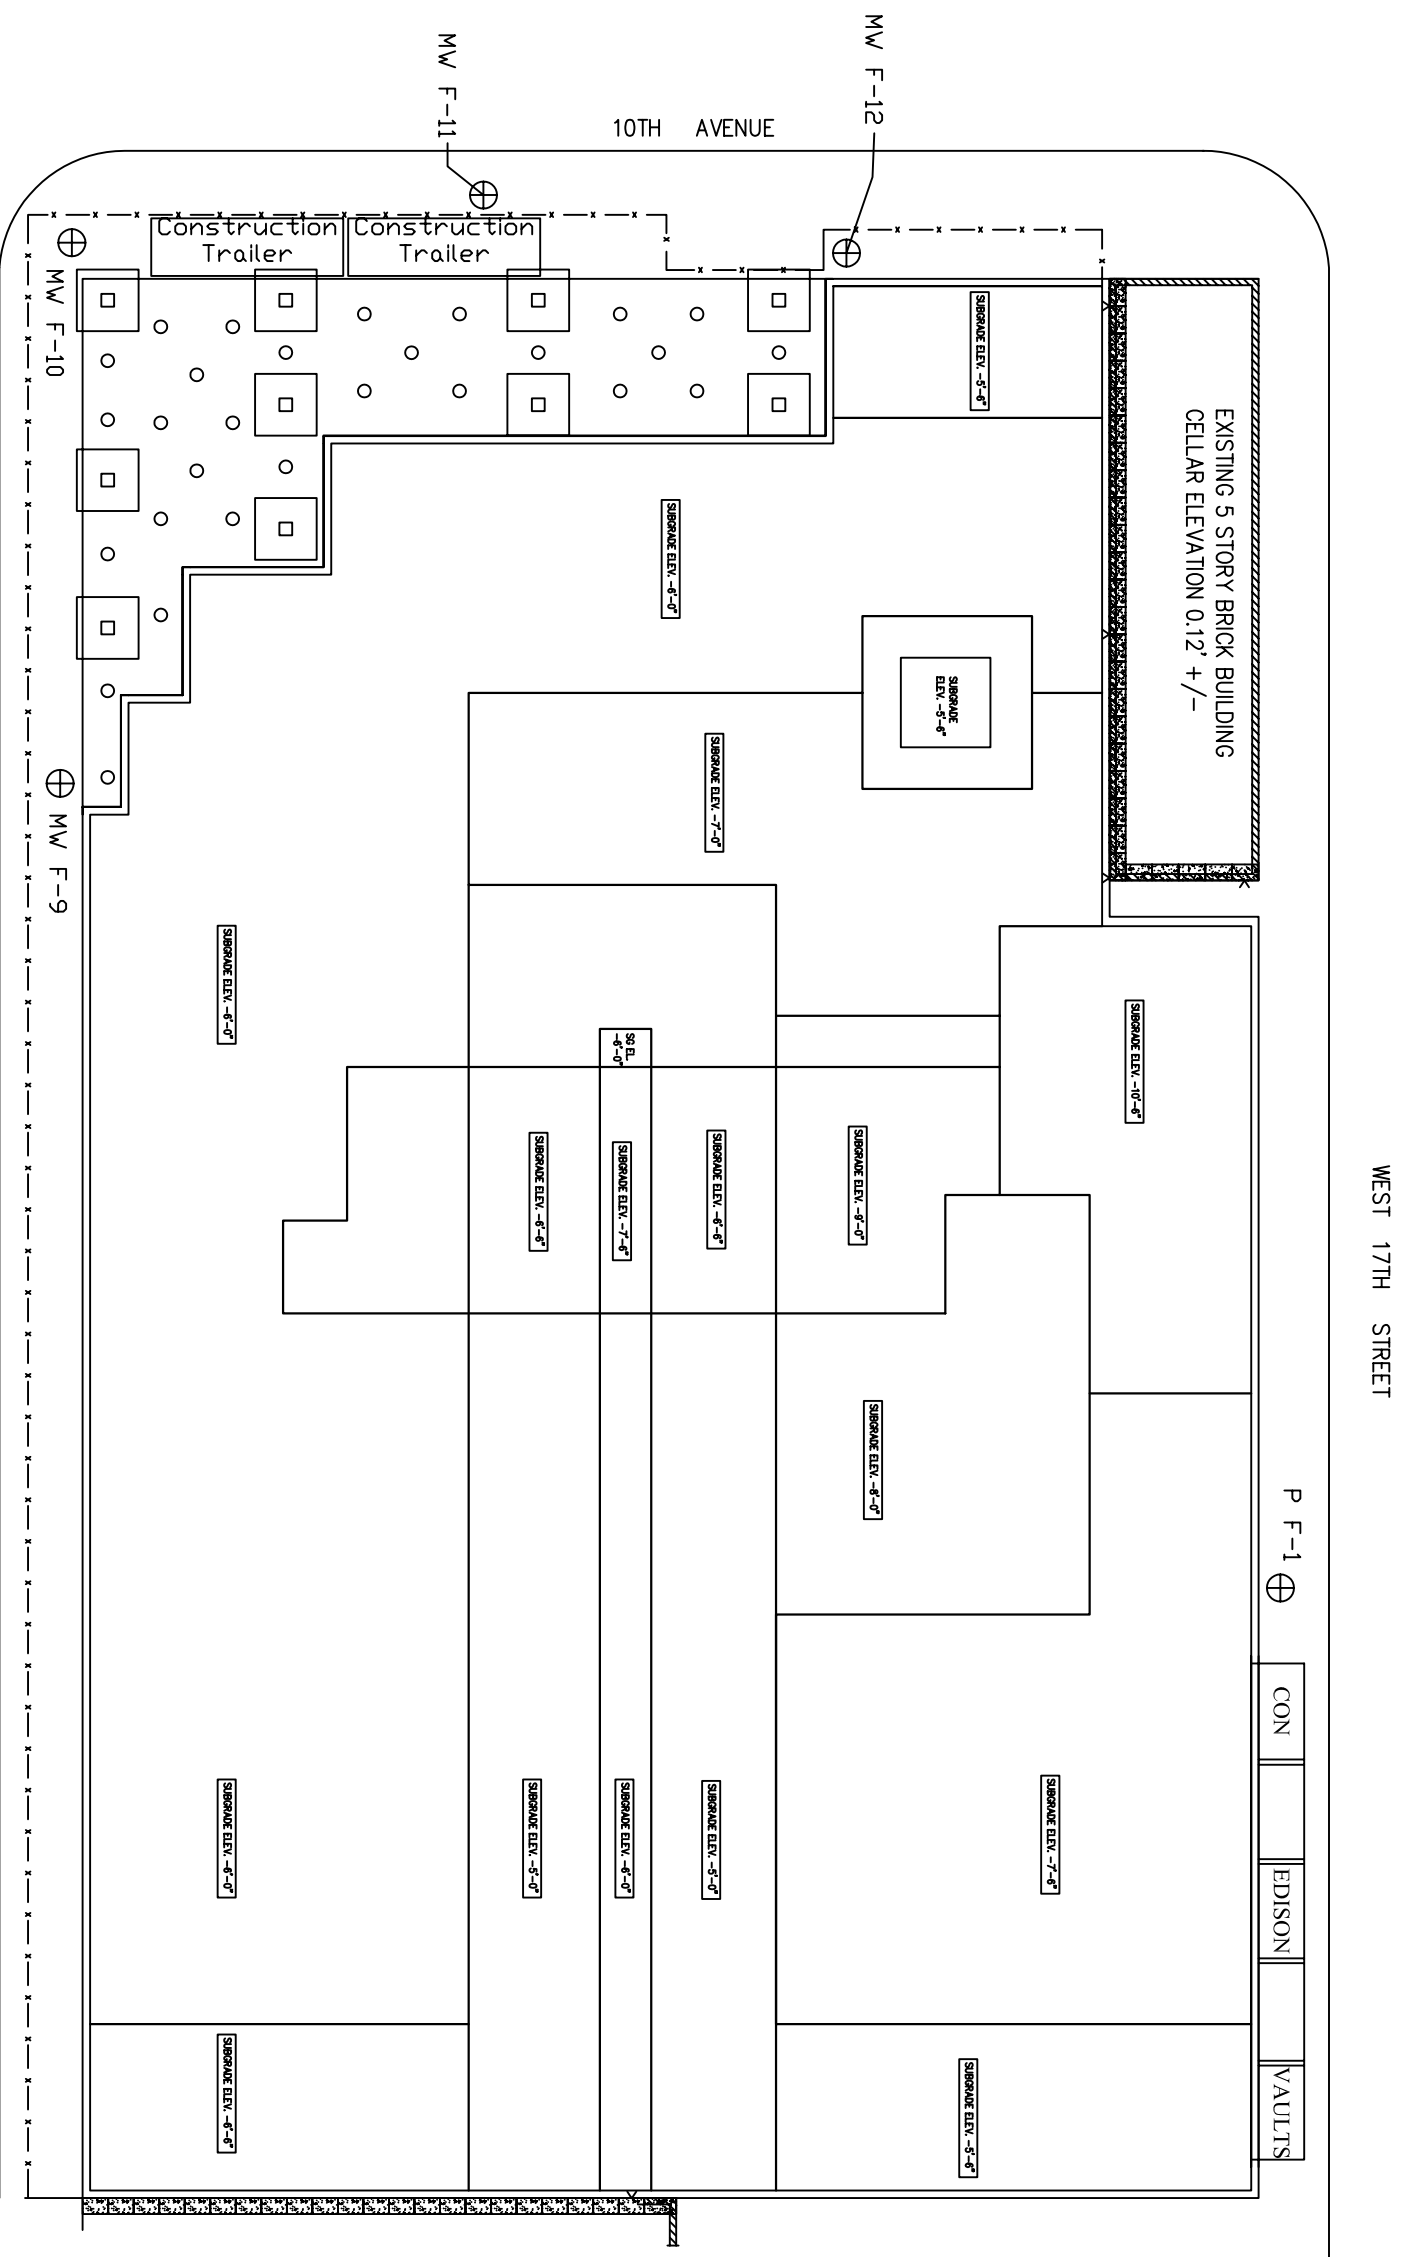 MW F-12
MW F-11
10TH AVENUE
Construction
Trailer
Construction
Trailer
MW F-10
MW F-9
EXISTING 5 STORY BRICK BUILDING
CELLAR ELEVATION 0.12' +/-
WEST 17TH STREET
P F-1
CON
EDISON
VAULTS
SUBGRADE ELEV. -5'-6"
SUBGRADE ELEV. -6'-0"
SUBGRADE
ELEV. -5'-6"
SUBGRADE ELEV. -7'-0"
SUBGRADE ELEV. -6'-0"
SUBGRADE ELEV. -10'-6"
SG EL.
-6'-0"
SUBGRADE ELEV. -6'-6"
SUBGRADE ELEV. -7'-6"
SUBGRADE ELEV. -6'-6"
SUBGRADE ELEV. -9'-0"
SUBGRADE ELEV. -8'-0"
SUBGRADE ELEV. -6'-0"
SUBGRADE ELEV. -5'-0"
SUBGRADE ELEV. -6'-0"
SUBGRADE ELEV. -5'-0"
SUBGRADE ELEV. -7'-6"
SUBGRADE ELEV. -6'-6"
SUBGRADE ELEV. -5'-6"